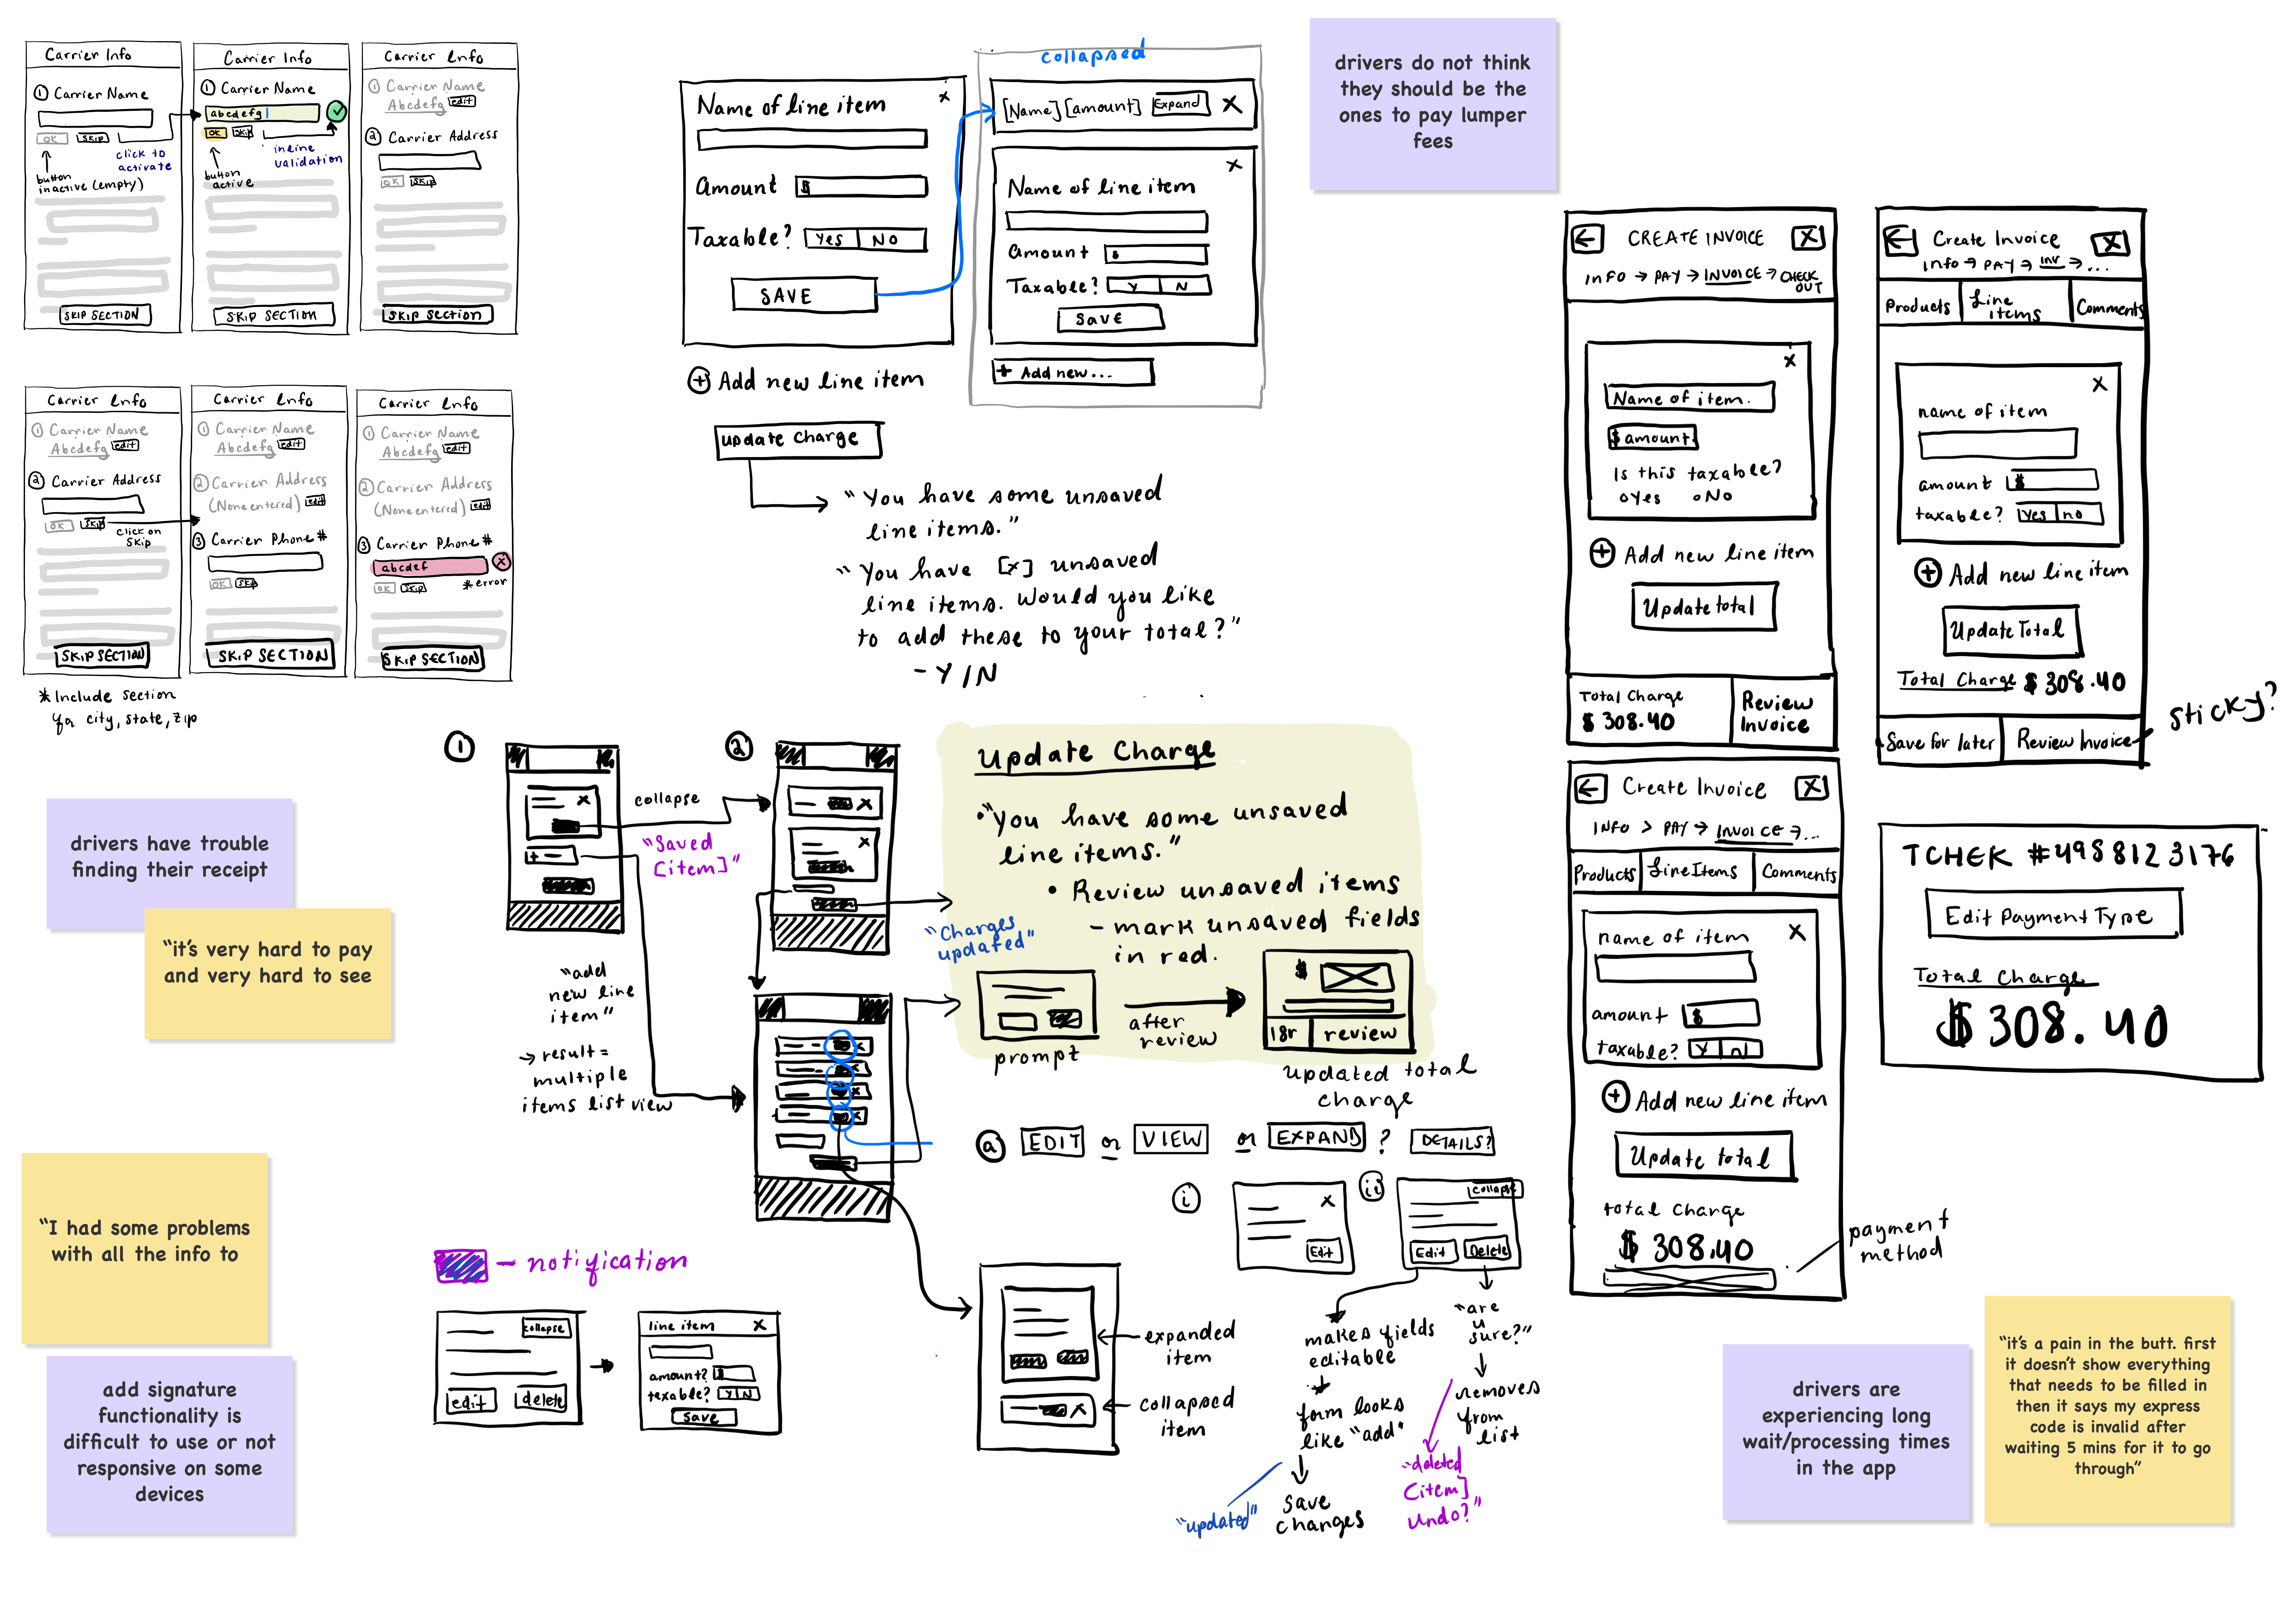 Carrier Info
① Carrier Name
OK
SKIP
click to
activate
button
inactive (empty)
SKIP SECTION
Carrier Info
① Carrier Name
abcdefg
OK
SKIP
inline
validation
button
active
SKIP SECTION
Carrier Info
① Carrier Name
Abcdefg edit
② Carrier Address
OK SKIP
SKIP SECTION
Carrier Info
① Carrier Name
Abcdefg edit
② Carrier Address
OK SKIP
click on
SKIP
SKIP SECTION
Carrier Info
① Carrier Name
Abcdefg edit
② Carrier Address
(None entered) edit
③ Carrier Phone #
OK SKIP
SKIP SECTION
Carrier Info
① Carrier Name
Abcdefg edit
② Carrier Address
(None entered) edit
③ Carrier Phone #
abcdef
OK SKIP
* error
SKIP SECTION
* Include section
for city, state, zip
Name of line item X
Amount $
Taxable? Yes NO
SAVE
+ Add new line item
collapsed
[Name] [amount] Expand X
X
Name of line item
Amount $
Taxable? Y N
Save
+ Add new...
update charge
"You have some unsaved
line items."
"You have [x] unsaved
line items. Would you like
to add these to your total?"
- Y/N
drivers do not think
they should be the
ones to pay lumper
fees
CREATE INVOICE X
INFO → PAY → INVOICE → CHECK
OUT
X
Name of item.
$ amount
Is this taxable?
Yes No
+ Add new line item
Update total
Total Charge
$ 308.40
Review
Invoice
Create Invoice X
Info → PAY → Inv → ...
Products
Line
items
Comments
X
name of item
amount $
taxable? Yes no
+ Add new line item
Update Total
Total Charge $ 308.40
Save for later
Review Invoice
sticky?
Create Invoice X
INFO > PAY → INVOICE → ...
Products
Line Items
Comments
name of item X
amount $
taxable? Y N
+ Add new line item
Update total
total charge
$ 308.40
payment
method
TCHEK #4988123176
Edit Payment Type
Total Charge
$ 308.40
drivers have trouble
finding their receipt
"it's very hard to pay
and very hard to see
"I had some problems
with all the info to
add signature
functionality is
difficult to use or not
responsive on some
devices
①
X
+
collapse
"Saved
[item]"
②
X
X
"add
new line
item"
→ result =
multiple
items list view
"Charges
updated"
Update Charge
• "You have some unsaved
line items."
• Review unsaved items
- mark unsaved fields
in red.
prompt
after
review
$
review
updated total
charge
ⓐ EDIT or VIEW or EXPAND? DETAILS?
i
X
Edit
ii
collapse
Edit
Delete
makes fields
editable
form looks
like "add"
"updated"
save
changes
"are
u
sure?"
removes
from
list
"deleted
[item]
undo?"
expanded
item
collapsed
item
X
- notification
collapse
edit
delete
line item X
amount? $
taxable? Y N
Save
drivers are
experiencing long
wait/processing times
in the app
"it's a pain in the butt. first
it doesn't show everything
that needs to be filled in
then it says my express
code is invalid after
waiting 5 mins for it to go
through"